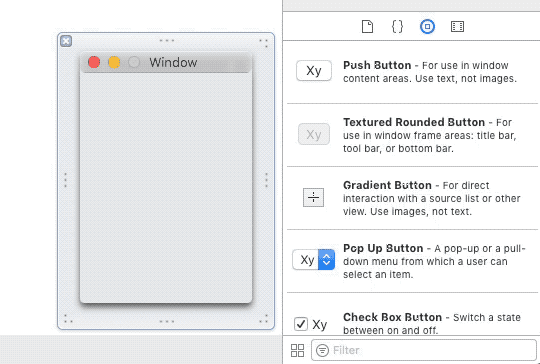 Window
Xy
Push Button - For use in window
content areas. Use text, not images.
Xy
Textured Rounded Button - For
use in window frame areas: title bar,
tool bar, or bottom bar.
Gradient Button - For direct
interaction with a source list or other
view. Use images, not text.
Xy
Pop Up Button - A pop-up or a pull-
down menu from which a user can
select an item.
Xy
Check Box Button - Switch a state
between on and off.
Filter